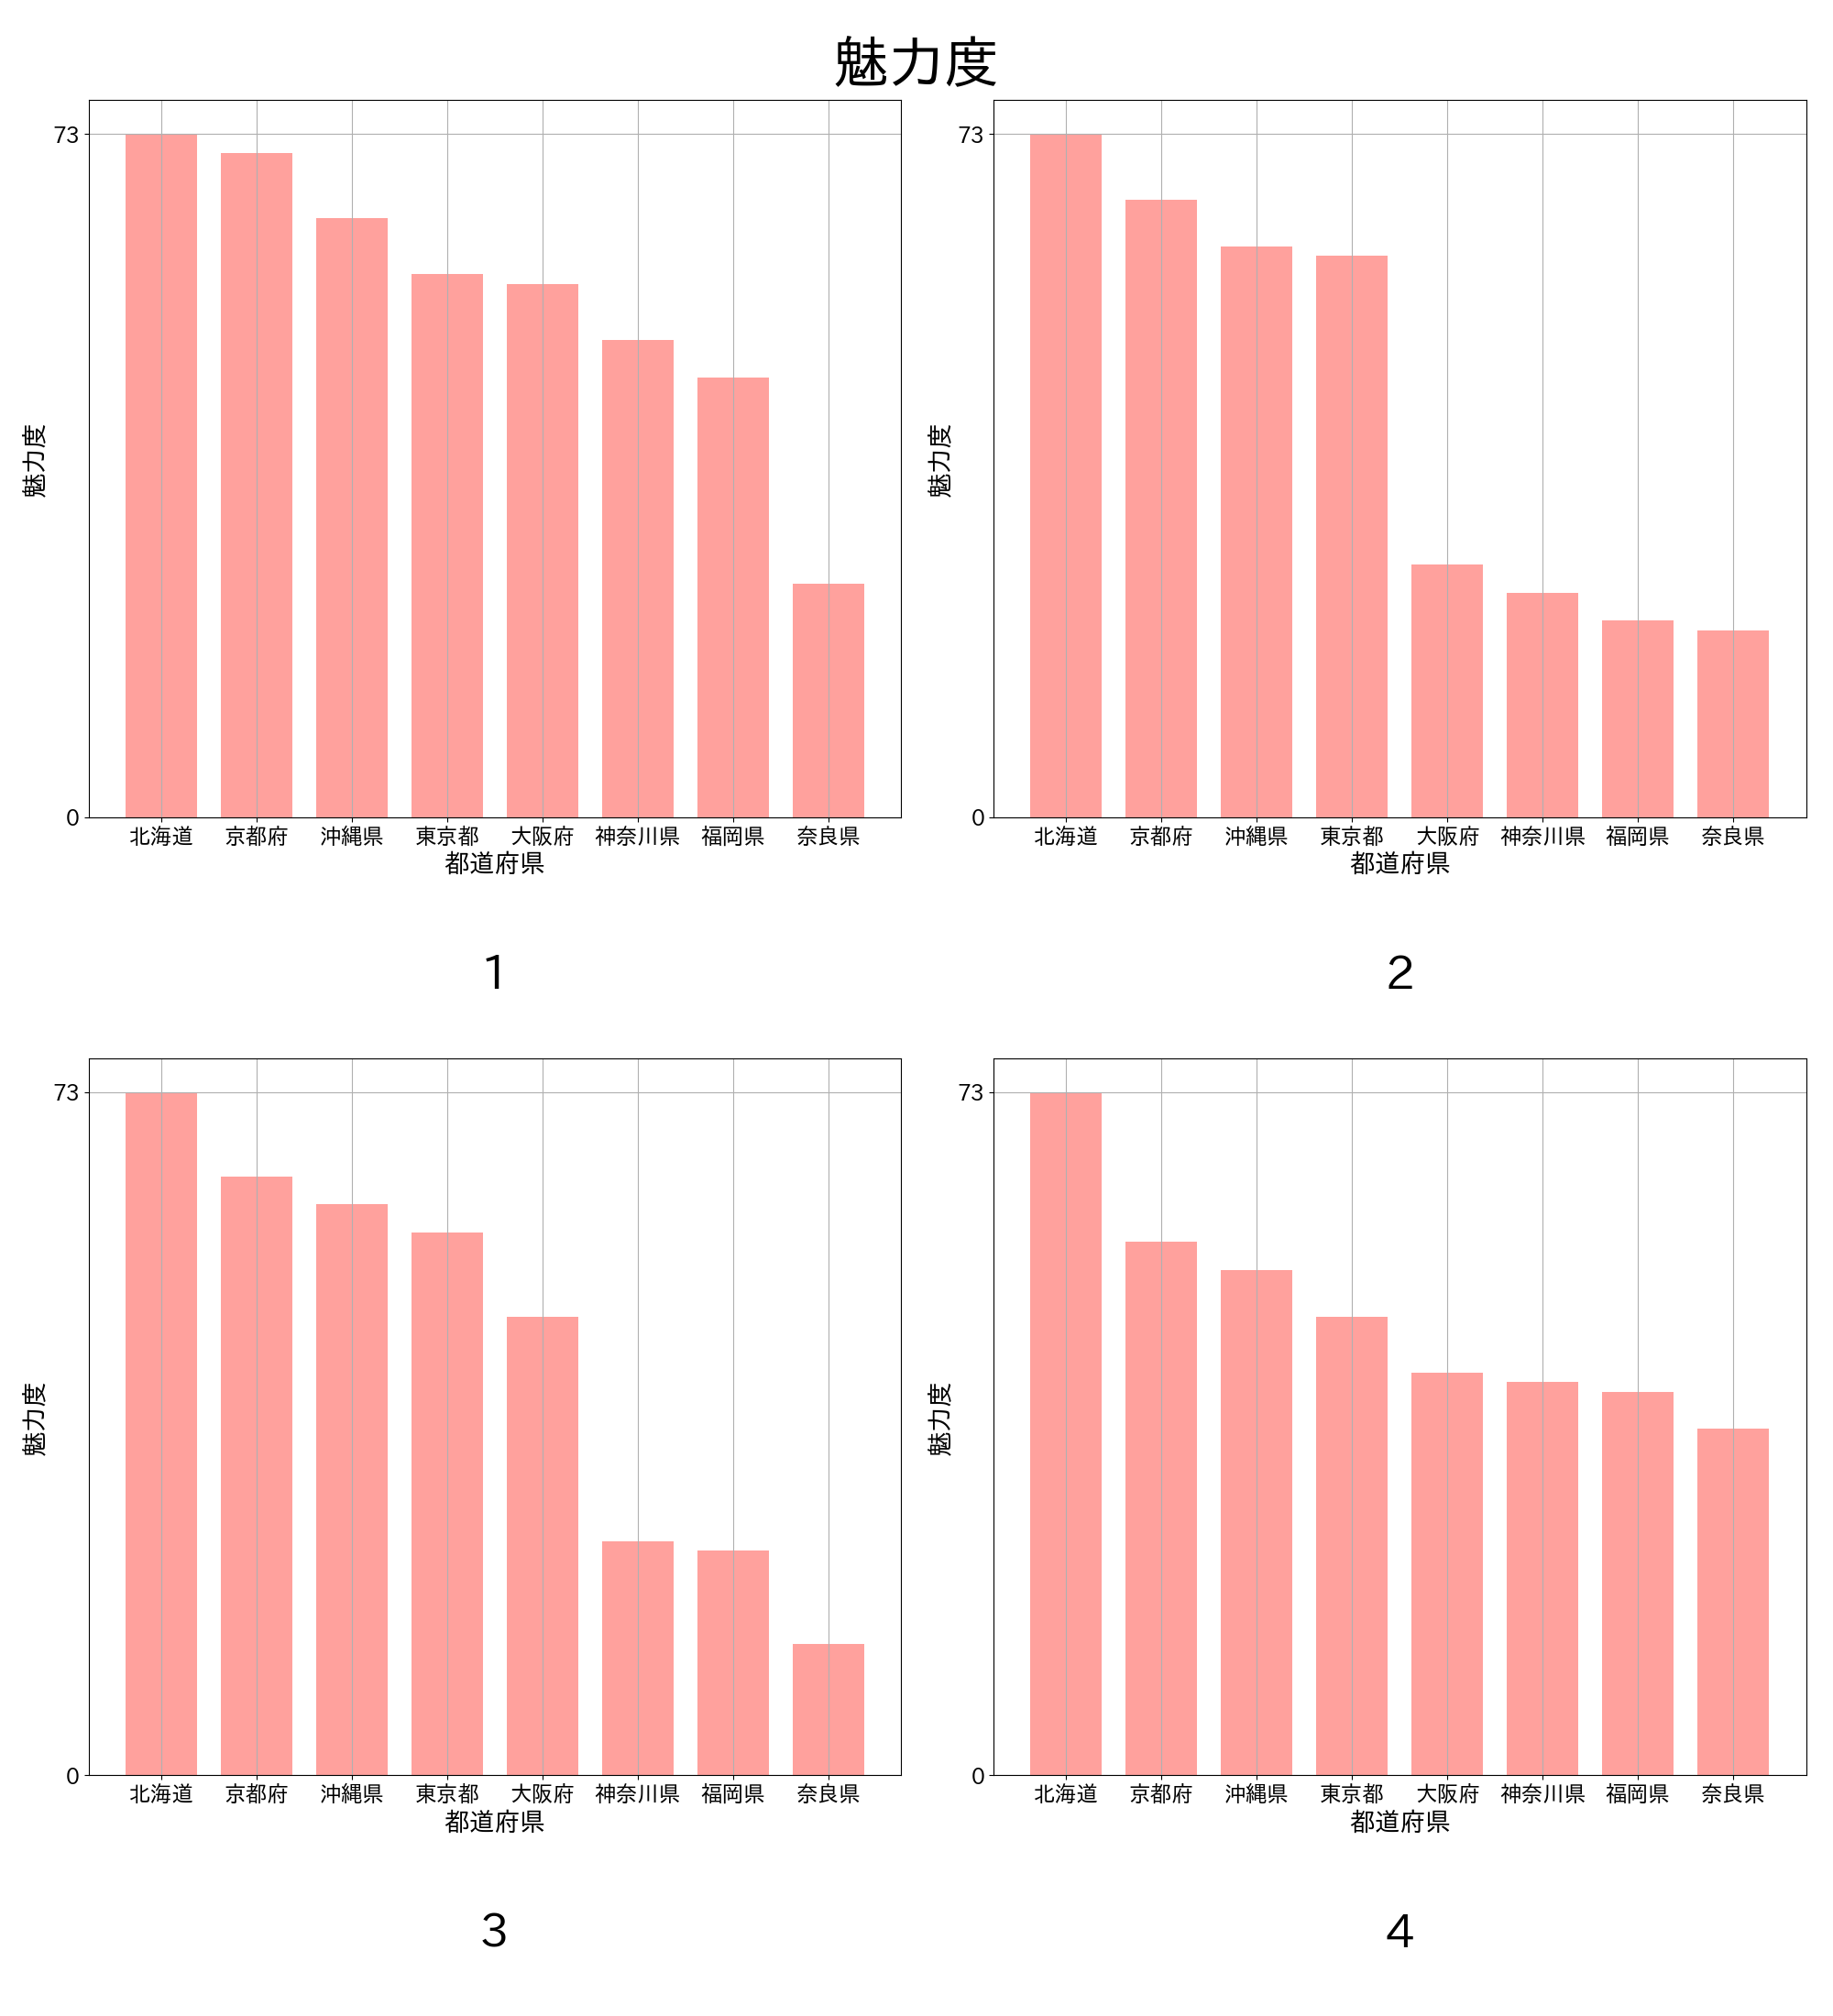 魅力度
73
0
魅力度
北海道 京都府 沖縄県 東京都 大阪府 神奈川県 福岡県 奈良県
都道府県
1
73
0
魅力度
北海道 京都府 沖縄県 東京都 大阪府 神奈川県 福岡県 奈良県
都道府県
2
73
0
魅力度
北海道 京都府 沖縄県 東京都 大阪府 神奈川県 福岡県 奈良県
都道府県
3
73
0
魅力度
北海道 京都府 沖縄県 東京都 大阪府 神奈川県 福岡県 奈良県
都道府県
4